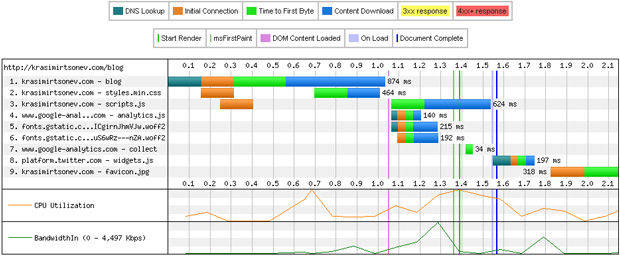 DNS Lookup Initial Connection Time to First Byte Content Download 3xx response 4xx+ response
Start Render msFirstPaint DOM Content Loaded On Load Document Complete
http://krasimirtsonev.com/blog 0.1 0.2 0.3 0.4 0.5 0.6 0.7 0.8 0.9 1.0 1.1 1.2 1.3 1.4 1.5 1.6 1.7 1.8 1.9 2.0 2.1
1. krasimirtsonev.com - blog 874 ms
2. krasimirtsonev.com - styles.min.css 464 ms
3. krasimirtsonev.com - scripts.js 624 ms
4. www.google-anal...com - analytics.js 140 ms
5. fonts.gstatic.c...ICgirnJhmVJw.woff2 215 ms
6. fonts.gstatic.c...uS6wRz---nZA.woff2 192 ms
7. www.google-analytics.com - collect 34 ms
8. platform.twitter.com - widgets.js 197 ms
9. krasimirtsonev.com - favicon.jpg 318 ms
0.1 0.2 0.3 0.4 0.5 0.6 0.7 0.8 0.9 1.0 1.1 1.2 1.3 1.4 1.5 1.6 1.7 1.8 1.9 2.0 2.1
CPU Utilization
BandwidthIn (0 - 4,497 Kbps)